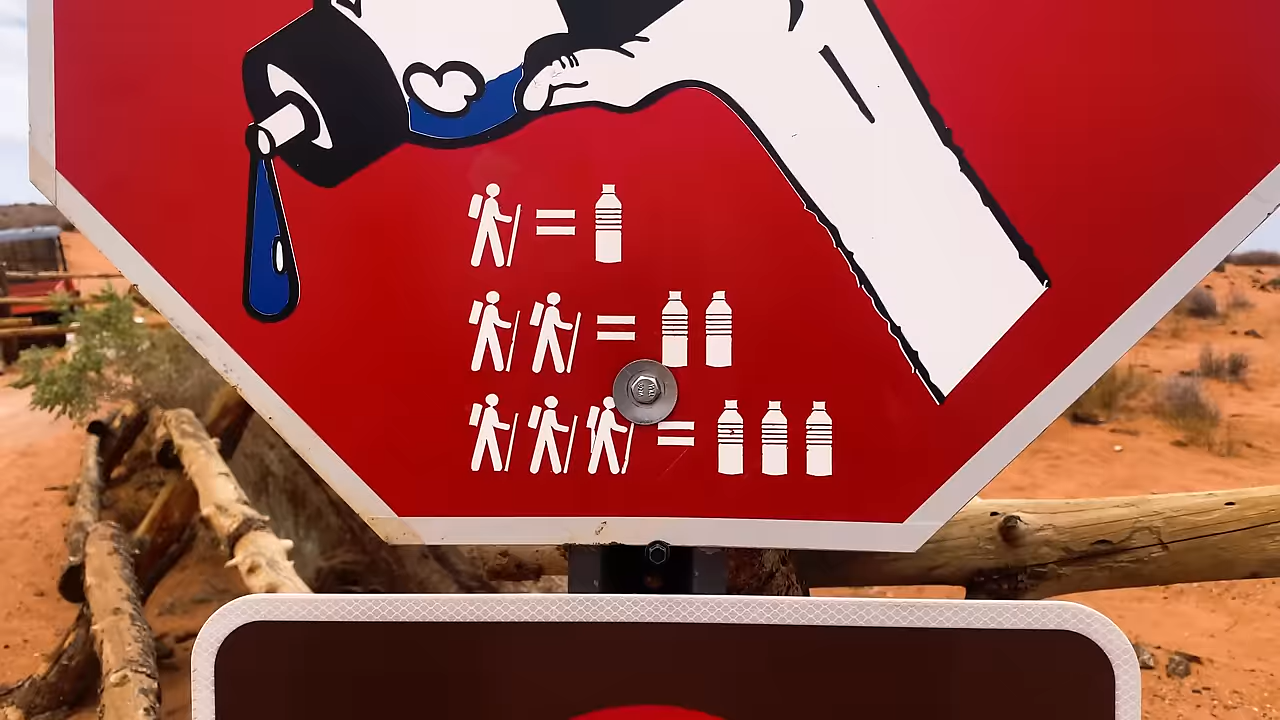 =
=
=